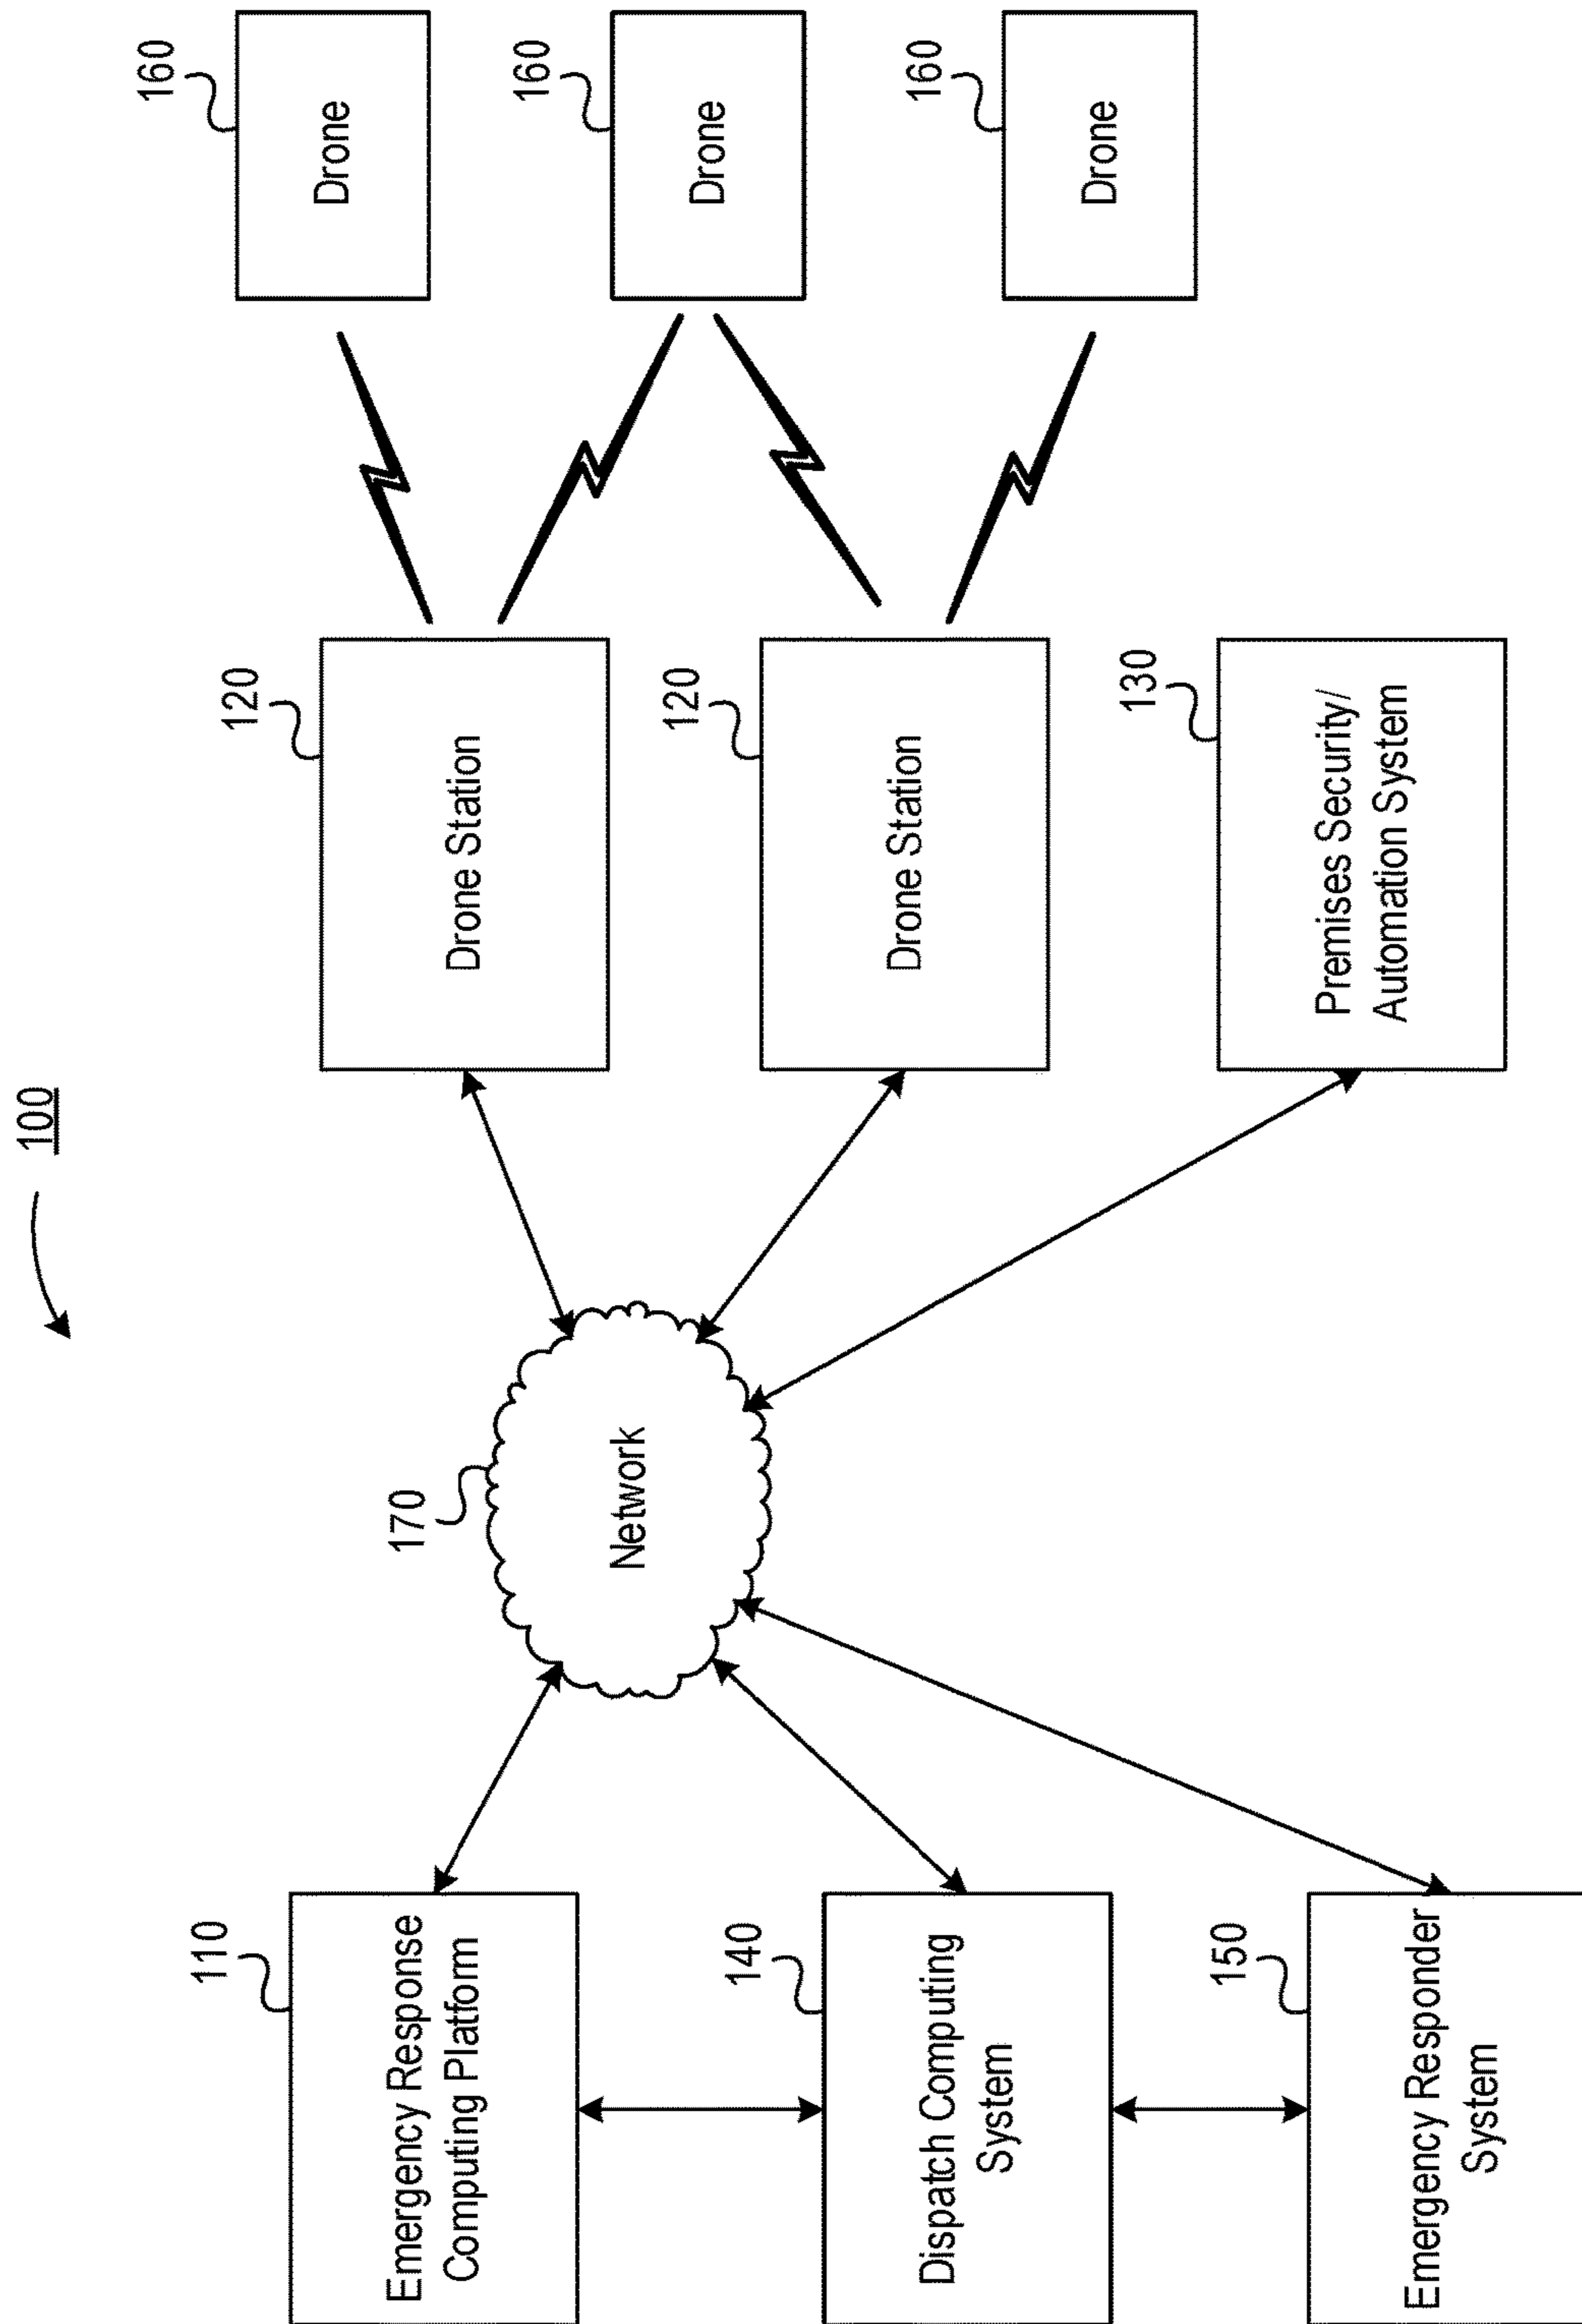 100
110
Emergency Response
Computing Platform
140
Dispatch Computing
System
150
Emergency Responder
System
170
Network
120
Drone Station
120
Drone Station
130
Premises Security/
Automation System
160
Drone
160
Drone
160
Drone